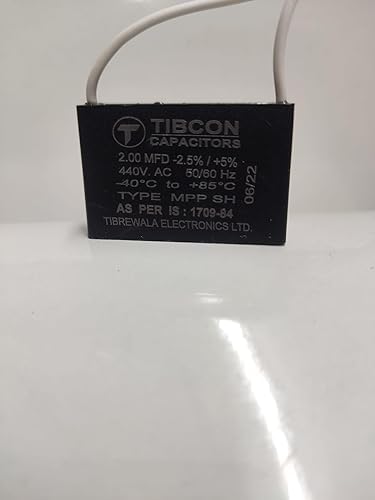 T TIBCON
CAPACITORS
2.00 MFD -2.5% / +5%
440V. AC 50/60 Hz
-40°C to +85°C
TYPE MPP SH
AS PER IS : 1709-84
TIBREWALA ELECTRONICS LTD.
06/22